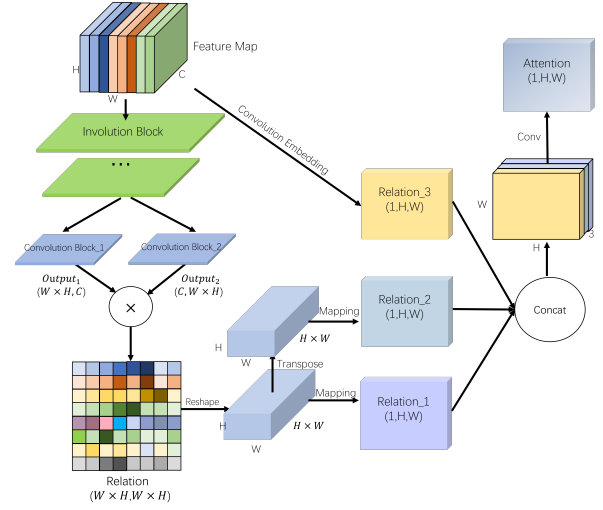 Feature Map
H
C
W
Involution Block
...
Convolution Embedding
Attention
(1,H,W)
Conv
Relation_3
(1,H,W)
W
H
3
Convolution Block_1
Convolution Block_2
Output₁
(W × H, C)
Output₂
(C, W × H)
×
Relation_2
(1,H,W)
Concat
Mapping
H × W
H
W
Transpose
Relation_1
(1,H,W)
Mapping
H × W
Reshape
H
W
Relation
(W × H, W × H)